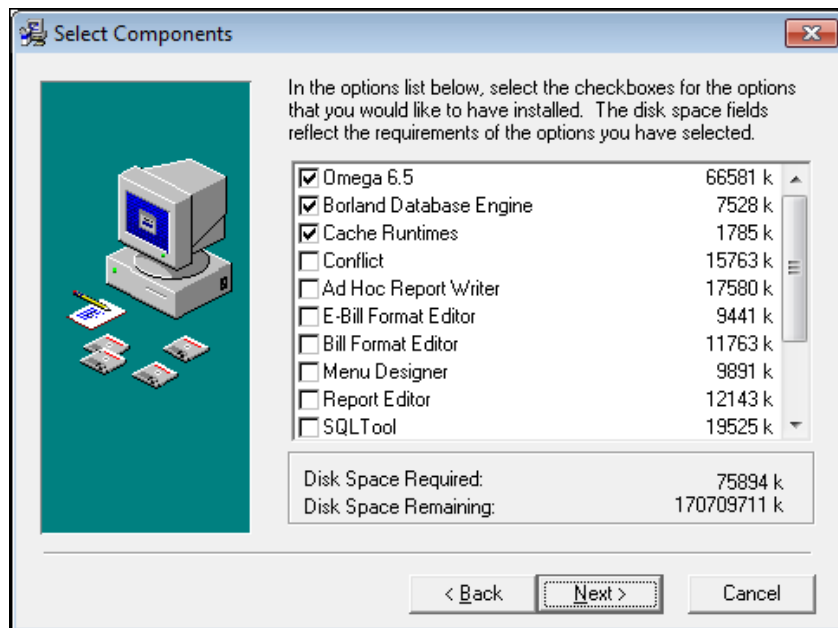 Select Components
In the options list below, select the checkboxes for the options
that you would like to have installed.  The disk space fields
reflect the requirements of the options you have selected.
Omega 6.5 66581 k
Borland Database Engine 7528 k
Cache Runtimes 1785 k
Conflict 15763 k
Ad Hoc Report Writer 17580 k
E-Bill Format Editor 9441 k
Bill Format Editor 11763 k
Menu Designer 9891 k
Report Editor 12143 k
SQLTool 19525 k
Disk Space Required: 75894 k
Disk Space Remaining: 170709711 k
< Back Next > Cancel